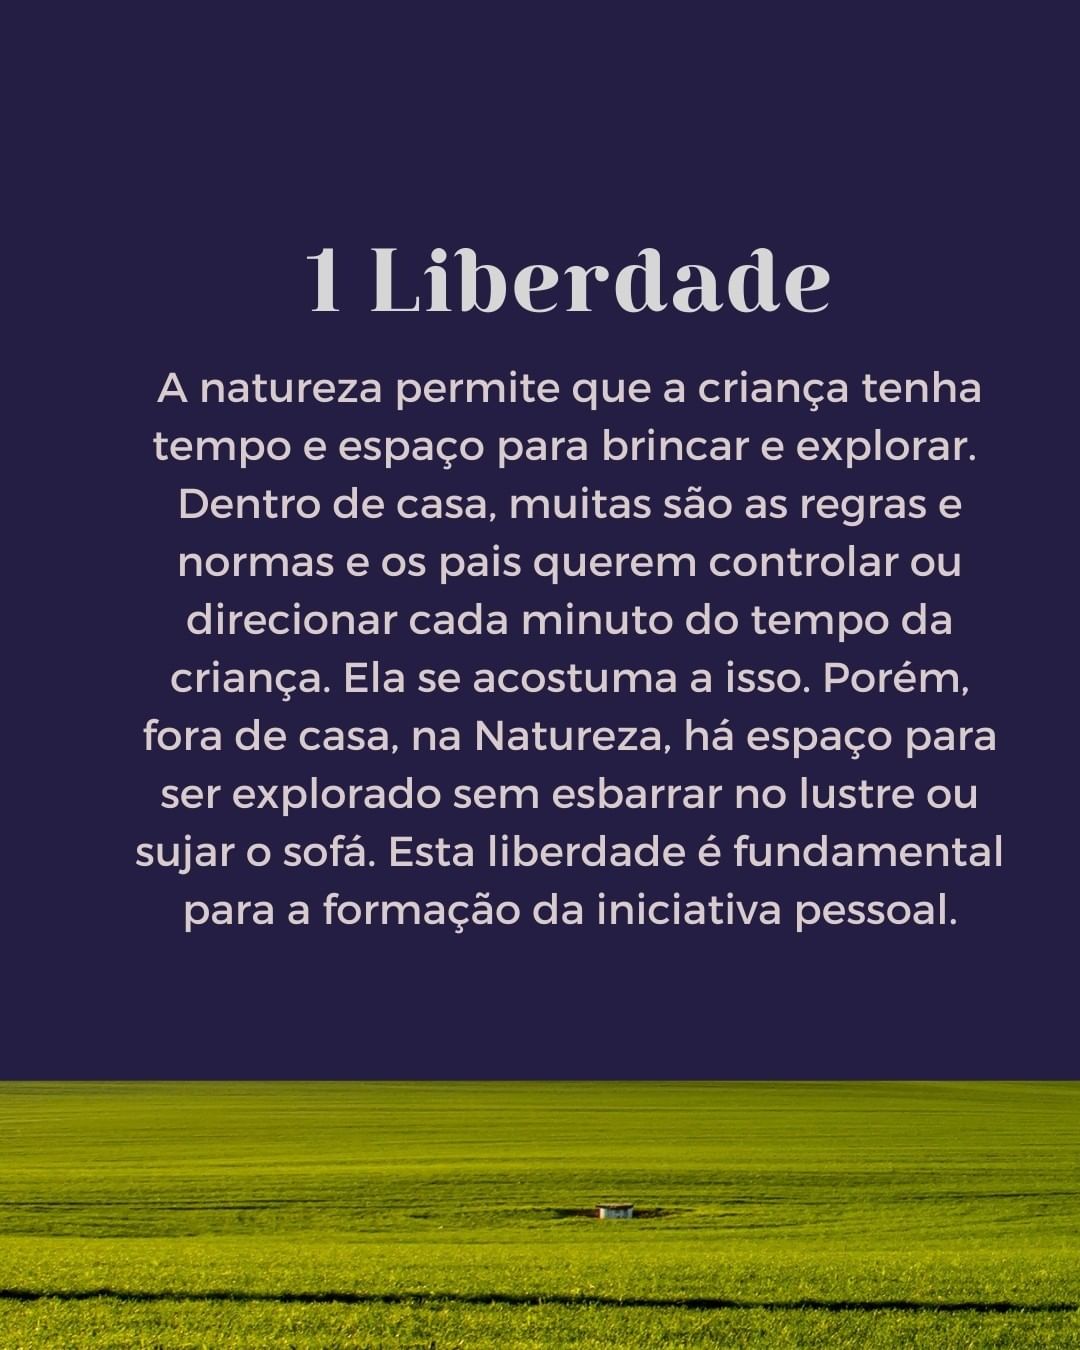 1 Liberdade
A natureza permite que a criança tenha
tempo e espaço para brincar e explorar.
Dentro de casa, muitas são as regras e
normas e os pais querem controlar ou
direcionar cada minuto do tempo da
criança. Ela se acostuma a isso. Porém,
fora de casa, na Natureza, há espaço para
ser explorado sem esbarrar no lustre ou
sujar o sofá. Esta liberdade é fundamental
para a formação da iniciativa pessoal.